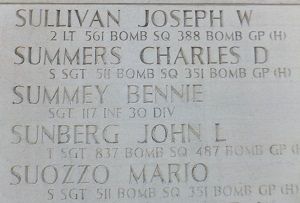 SULLIVAN JOSEPH W
2 LT 561 BOMB SQ 388 BOMB GP (H)
SUMMERS CHARLES D
S SGT 511 BOMB SQ 351 BOMB GP (H)
SUMMEY BENNIE
SGT 117 INF 30 DIV
SUNBERG JOHN L
T SGT 837 BOMB SQ 487 BOMB GP (H
SUOZZO MARIO
S SGT 511 BOMB SQ 351 BOMB GP (H)